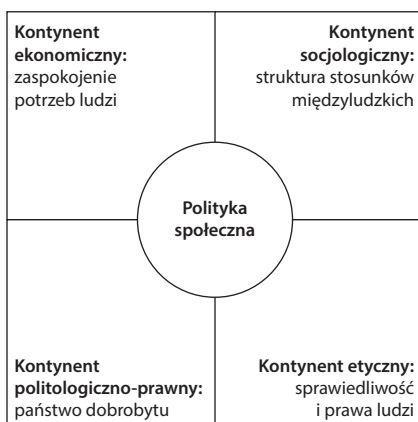 Kontynent
ekonomiczny:
zaspokojenie
potrzeb ludzi
Kontynent
socjologiczny:
struktura stosunków
międzyludzkich
Polityka
społeczna
Kontynent
politologiczno-prawny:
państwo dobrobytu
Kontynent etyczny:
sprawiedliwość
i prawa ludzi